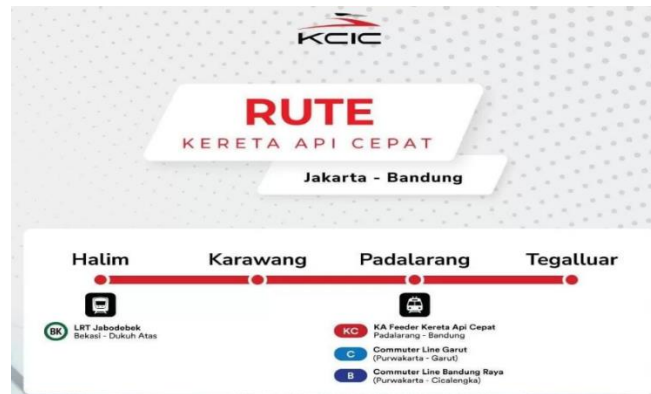 KCIC
RUTE
KERETA API CEPAT
Jakarta - Bandung
Halim Karawang Padalarang Tegalluar
BK LRT Jabodebek
Bekasi - Dukuh Atas
KC KA Feeder Kereta Api Cepat
Padalarang - Bandung
C Commuter Line Garut
(Purwakarta - Garut)
B Commuter Line Bandung Raya
(Purwakarta - Cicalengka)